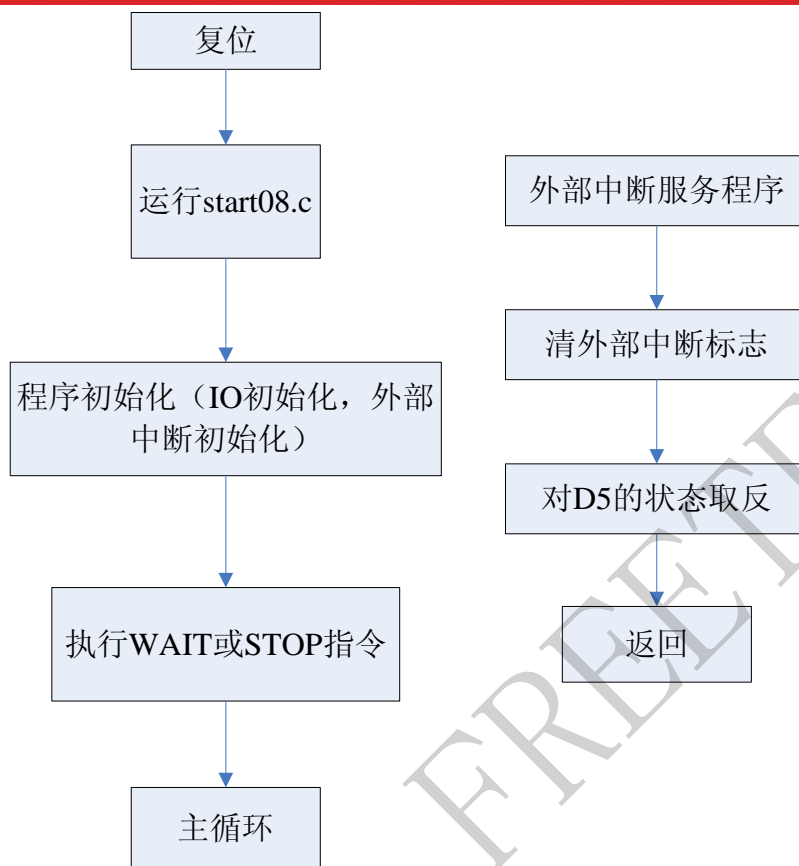 复位
运行start08.c
程序初始化（IO初始化，外部
中断初始化）
执行WAIT或STOP指令
主循环
外部中断服务程序
清外部中断标志
对D5的状态取反
返回